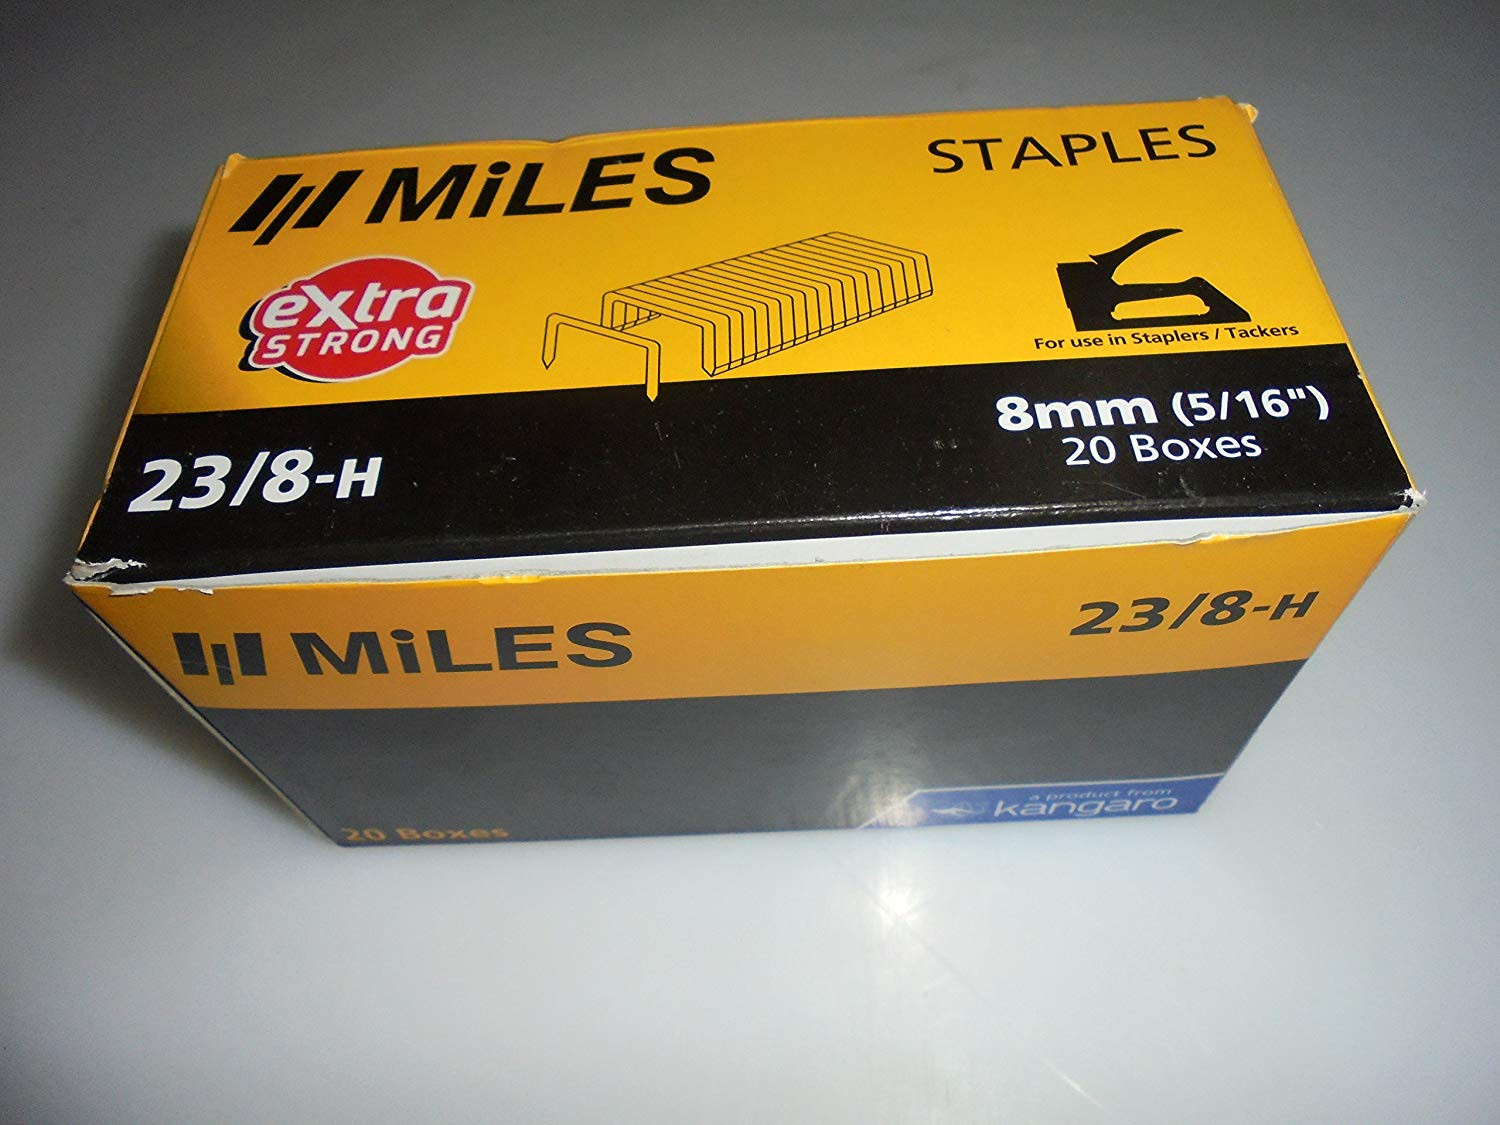 MiLES
STAPLES
extra
STRONG
For use in Staplers / Tackers
23/8-H
8mm (5/16")
20 Boxes
MiLES
23/8-H
20 Boxes
a product from
kangaro